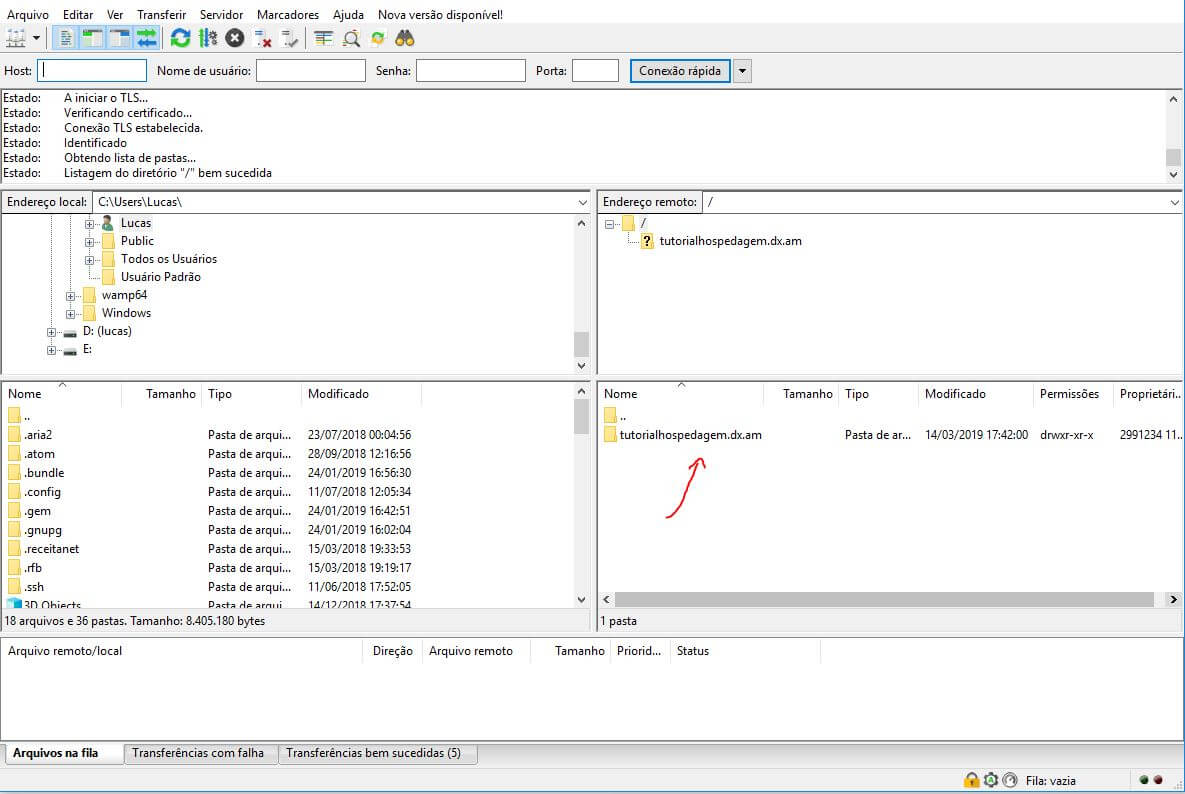 Arquivo Editar Ver Transferir Servidor Marcadores Ajuda Nova versão disponível!
Host: Nome de usuário: Senha: Porta: Conexão rápida
Estado: A iniciar o TLS...
Estado: Verificando certificado...
Estado: Conexão TLS estabelecida.
Estado: Identificado
Estado: Obtendo lista de pastas...
Estado: Listagem do diretório "/" bem sucedida
Endereço local: C:\Users\Lucas\
Lucas
Public
Todos os Usuários
Usuário Padrão
wamp64
Windows
D: (lucas)
E:
Endereço remoto: /
/
tutorialhospedagem.dx.am
Nome Tamanho Tipo Modificado
..
.aria2 Pasta de arqui... 23/07/2018 00:04:56
.atom Pasta de arqui... 28/09/2018 12:16:56
.bundle Pasta de arqui... 24/01/2019 16:56:30
.config Pasta de arqui... 11/07/2018 12:05:34
.gem Pasta de arqui... 24/01/2019 16:42:51
.gnupg Pasta de arqui... 24/01/2019 16:02:04
.receitanet Pasta de arqui... 15/03/2018 19:33:53
.rfb Pasta de arqui... 15/03/2018 19:19:17
.ssh Pasta de arqui... 11/06/2018 17:52:05
3D Objects Pasta de arqui... 14/12/2018 17:37:54
18 arquivos e 36 pastas. Tamanho: 8.405.180 bytes
Nome Tamanho Tipo Modificado Permissões Proprietári..
..
tutorialhospedagem.dx.am Pasta de ar... 14/03/2019 17:42:00 drwxr-xr-x 2991234 11..
1 pasta
Arquivo remoto/local Direção Arquivo remoto Tamanho Priorid... Status
Arquivos na fila Transferências com falha Transferências bem sucedidas (5)
Fila: vazia